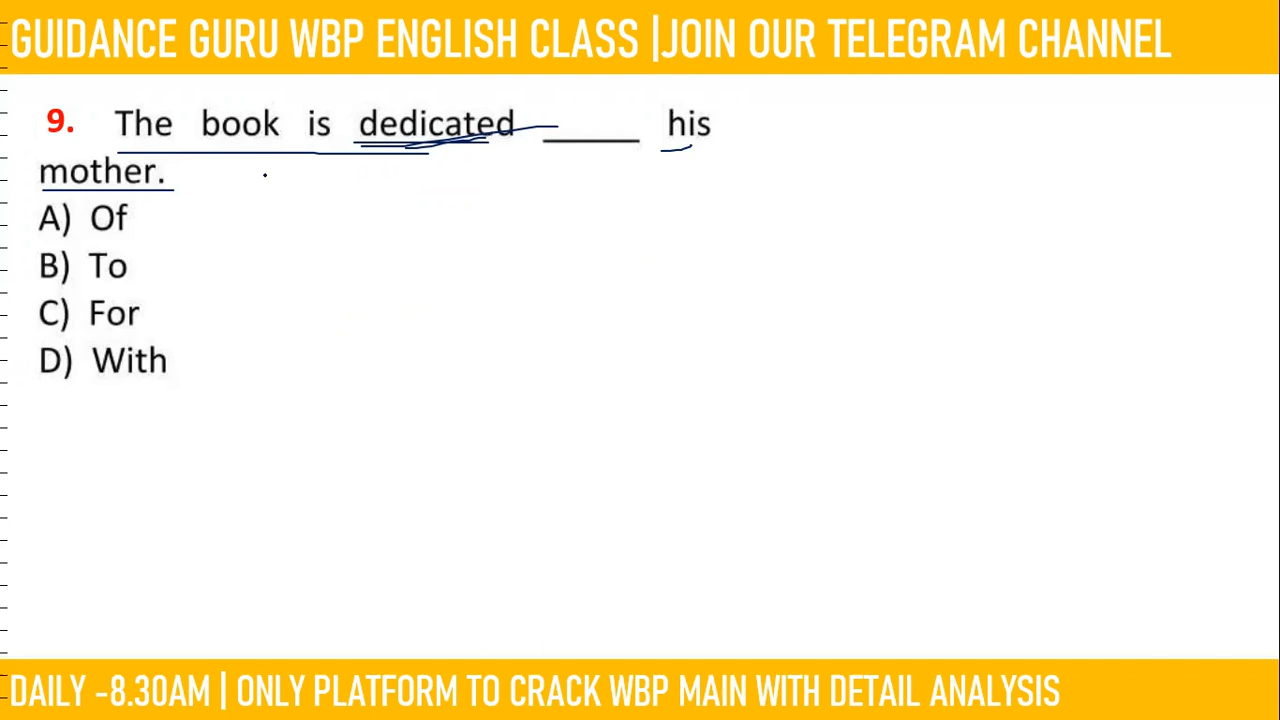 GUIDANCE GURU WBP ENGLISH CLASS |JOIN OUR TELEGRAM CHANNEL
9. The book is dedicated _____ his
mother.
A) Of
B) To
C) For
D) With
DAILY -8.30AM | ONLY PLATFORM TO CRACK WBP MAIN WITH DETAIL ANALYSIS